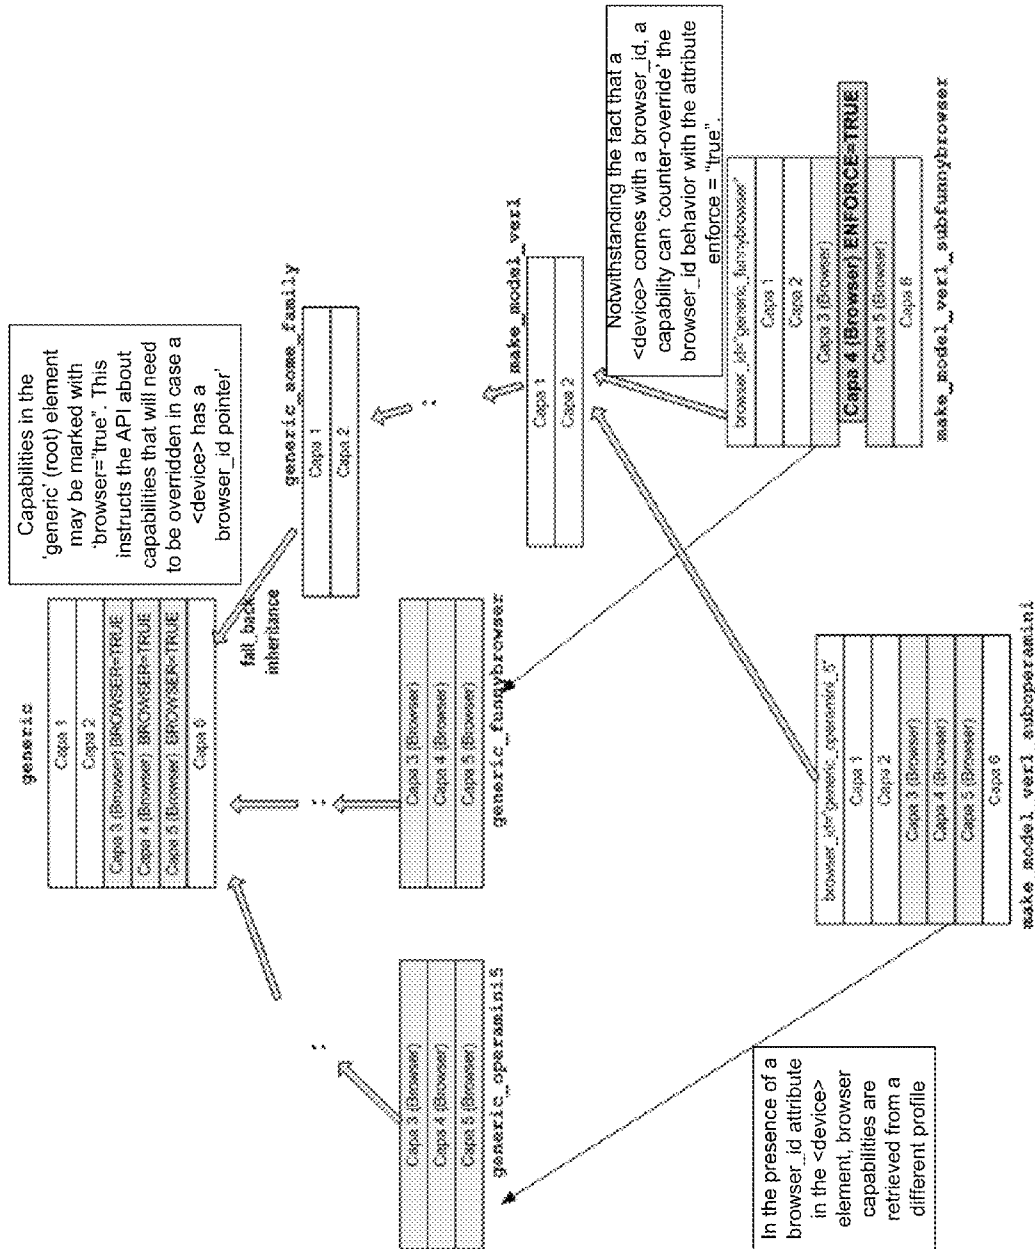 generic
Capa 1
Capa 2
Capa 3 (Browser) BROWSER=TRUE
Capa 4 (Browser) BROWSER=TRUE
Capa 5 (Browser) BROWSER=TRUE
Capa 6
Capabilities in the
'generic' (root) element
may be marked with
'browser="true". This
instructs the API about
capabilities that will need
to be overridden in case a
<device> has a
browser_id pointer'
fall_back
inheritance
generic_some_family
Capa 1
Capa 2
Capa 3 (Browser)
Capa 4 (Browser)
Capa 5 (Browser)
generic_operamini5
Capa 3 (Browser)
Capa 4 (Browser)
Capa 5 (Browser)
generic_funnybrowser
make_model_ver1
Capa 1
Capa 2
Notwithstanding the fact that a
<device> comes with a browser_id, a
capability can 'counter-override' the
browser_id behavior with the attribute
enforce = "true".
browser_id="generic_funnybrowser"
Capa 1
Capa 2
Capa 3 (Browser)
Capa 4 (Browser) ENFORCE=TRUE
Capa 5 (Browser)
Capa 6
make_model_ver1_subfunnybrowser
browser_id="generic_operamini_5"
Capa 1
Capa 2
Capa 3 (Browser)
Capa 4 (Browser)
Capa 5 (Browser)
Capa 6
make_model_ver1_suboperamini
In the presence of a
browser_id attribute
in the <device>
element, browser
capabilities are
retrieved from a
different profile